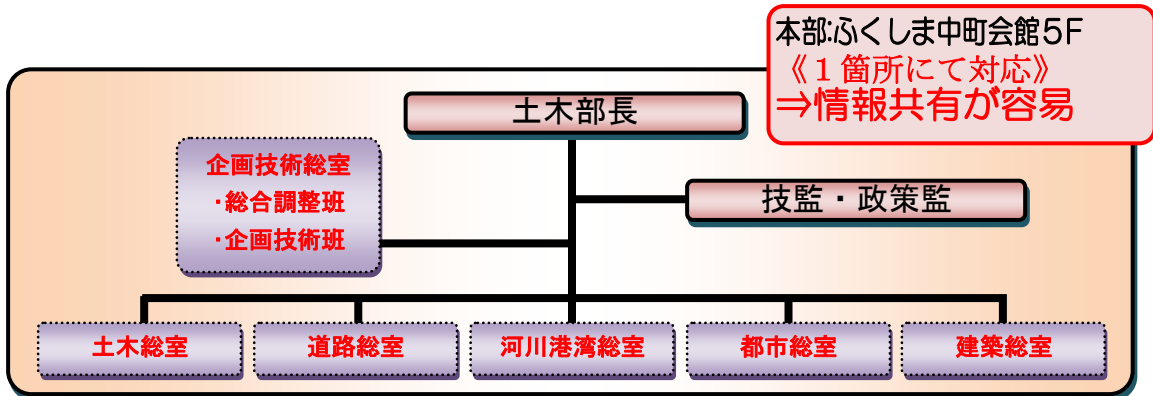 本部:ふくしま中町会館5F
《1箇所にて対応》
⇒情報共有が容易
土木部長
企画技術総室
・総合調整班
・企画技術班
技監・政策監
土木総室
道路総室
河川港湾総室
都市総室
建築総室